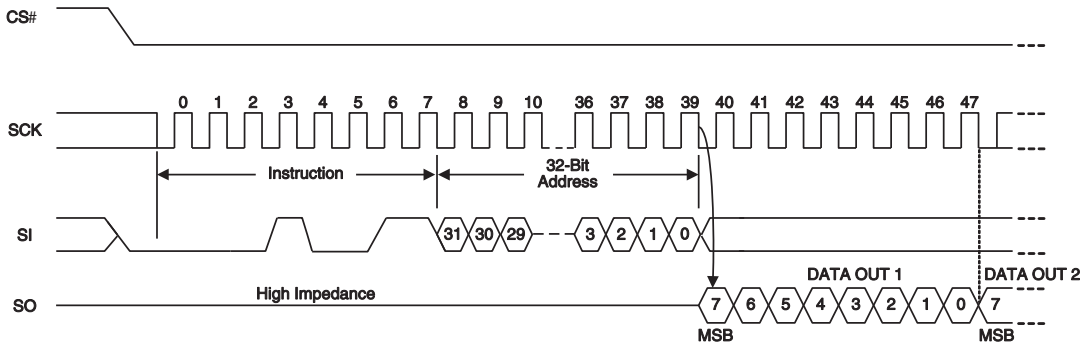 CS#
0 1 2 3 4 5 6 7 8 9 10 36 37 38 39 40 41 42 43 44 45 46 47
SCK
Instruction
32-Bit
Address
SI
31 30 29 3 2 1 0
DATA OUT 1 DATA OUT 2
High Impedance
SO
7 6 5 4 3 2 1 0 7
MSB MSB